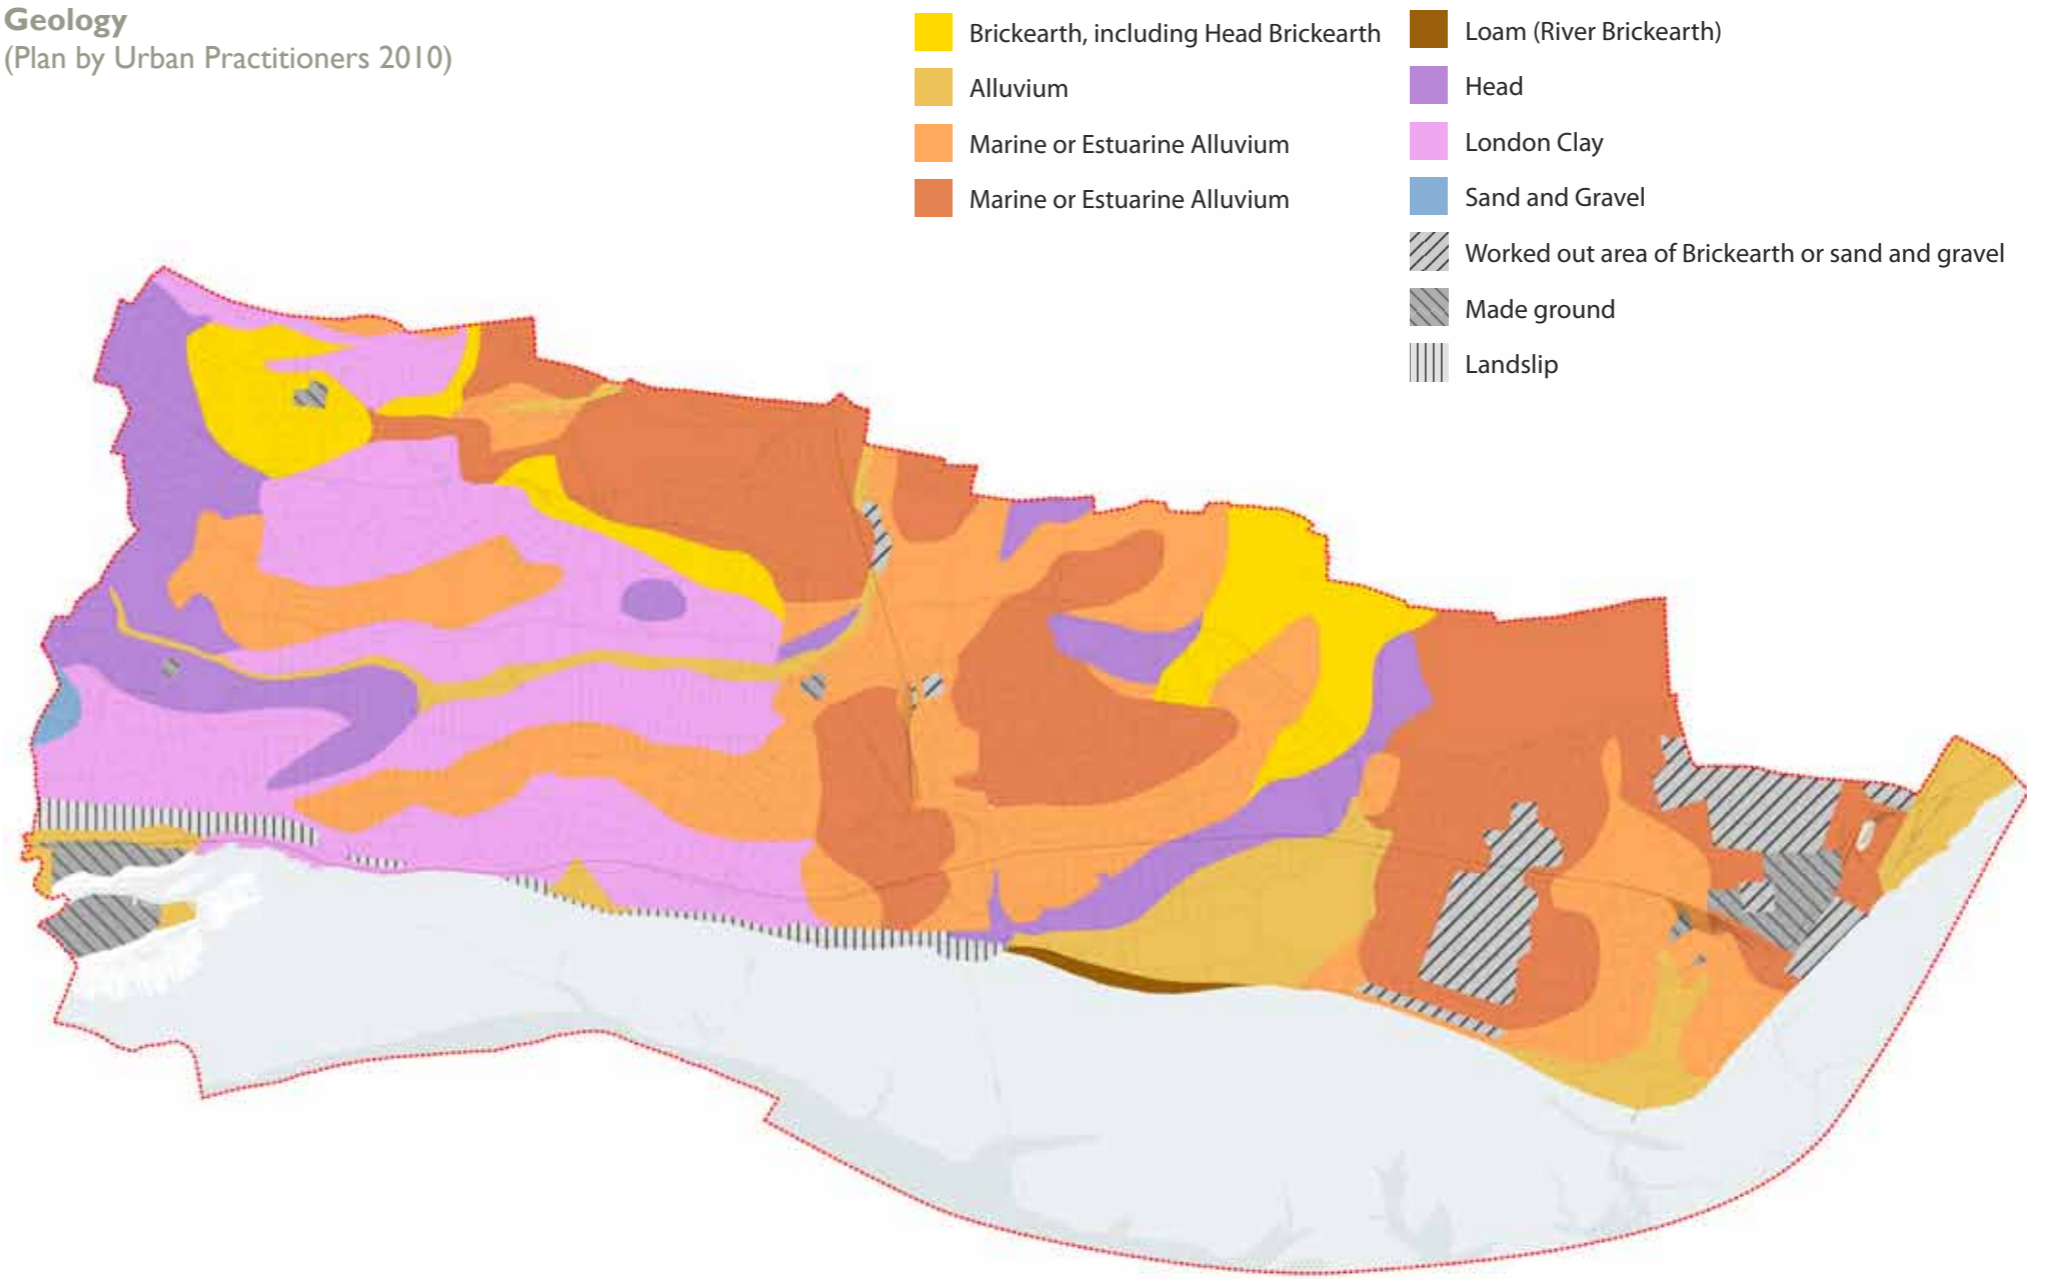 Geology
(Plan by Urban Practitioners 2010)
Brickearth, including Head Brickearth
Alluvium
Marine or Estuarine Alluvium
Marine or Estuarine Alluvium
Loam (River Brickearth)
Head
London Clay
Sand and Gravel
Worked out area of Brickearth or sand and gravel
Made ground
Landslip